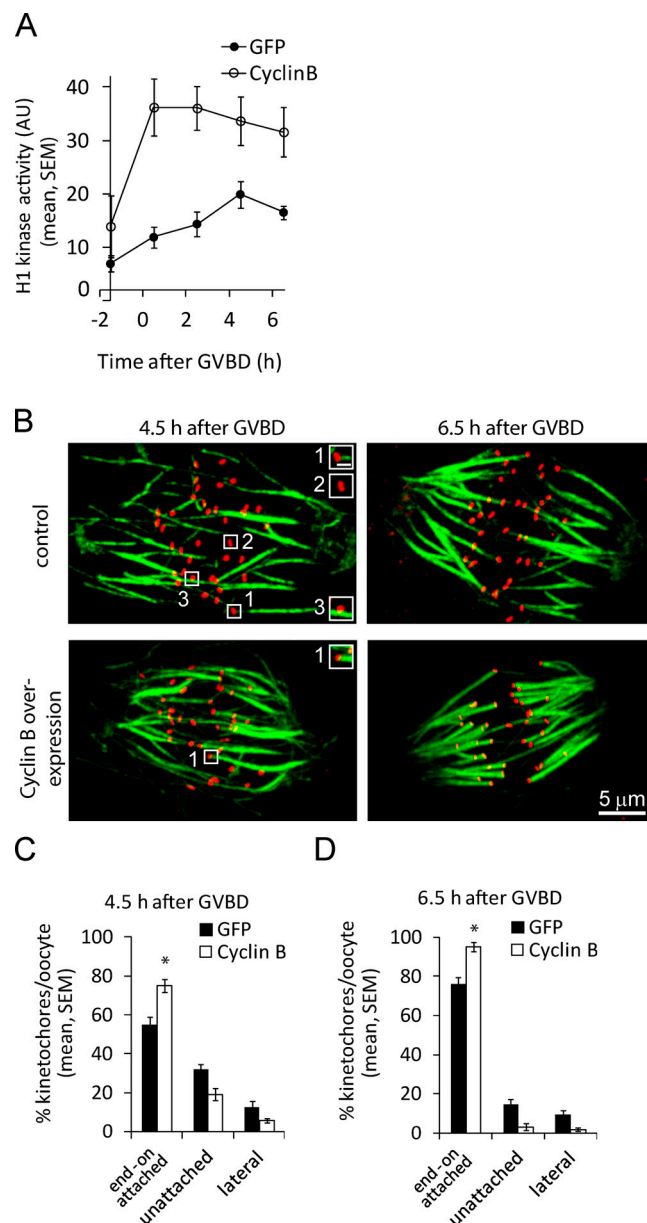 A
GFP
CyclinB
H1 kinase activity (AU)
(mean, SEM)
40
30
20
10
0
-2 0 2 4 6
Time after GVBD (h)
B
4.5 h after GVBD
6.5 h after GVBD
control
1
2
3
2
3
1
Cyclin B over-
expression
1
1
5 µm
C
4.5 h after GVBD
GFP
Cyclin B
% kinetochores/oocyte
(mean, SEM)
100
80
60
40
20
0
*
end-on
attached
unattached
lateral
D
6.5 h after GVBD
GFP
Cyclin B
% kinetochores/oocyte
(mean, SEM)
100
80
60
40
20
0
*
end-on
attached
unattached
lateral